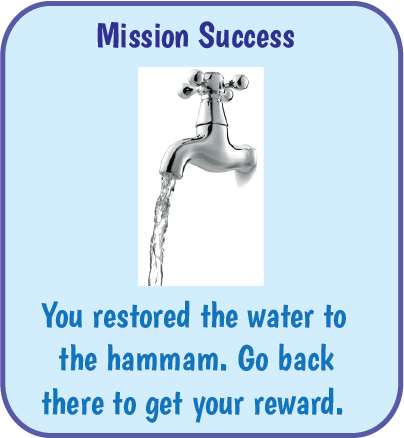 Mission Success
You restored the water to
the hammam. Go back
there to get your reward.